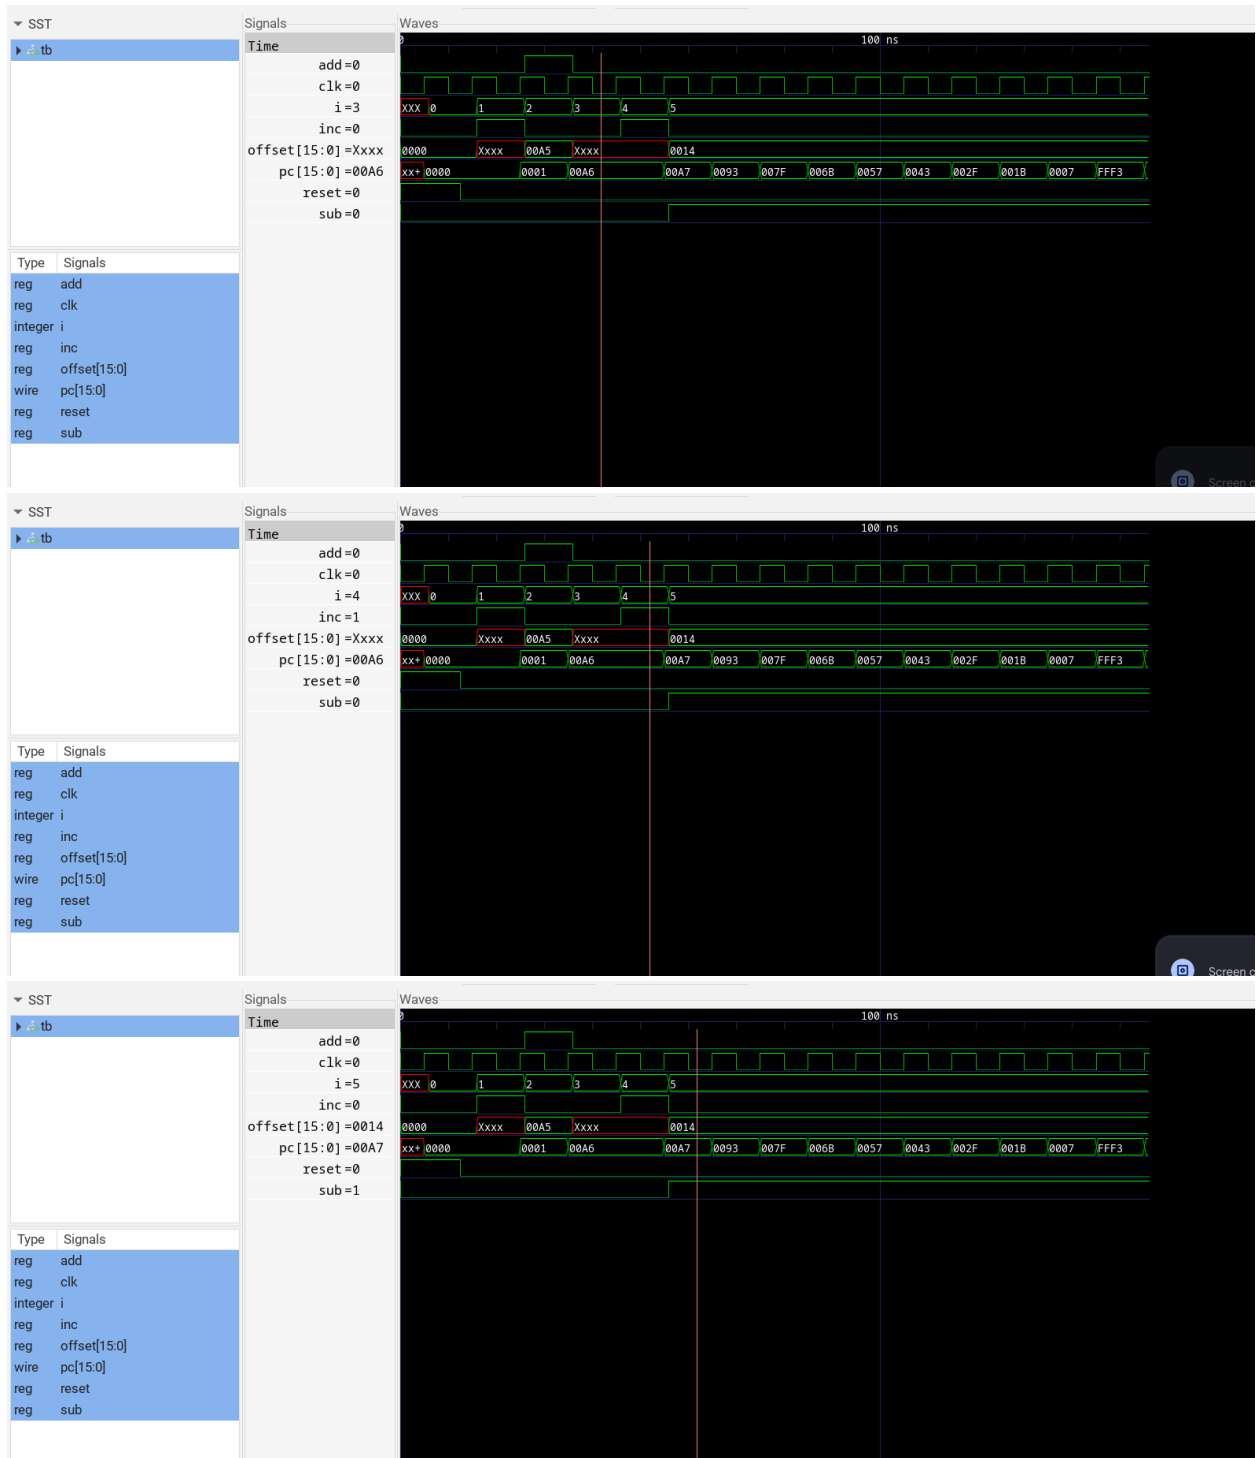 SST Signals Waves
tb Time 0 100 ns
add=0
clk=0
i=3 XXX 0 1 2 3 4 5
inc=0
offset[15:0]=Xxxx 0000 Xxxx 00A5 Xxxx 0014
pc[15:0]=00A6 xx+ 0000 0001 00A6 00A7 0093 007F 006B 0057 0043 002F 001B 0007 FFF3
reset=0
sub=0
Type Signals
reg add
reg clk
integer i
reg inc
reg offset[15:0]
wire pc[15:0]
reg reset
reg sub
Screen c
SST Signals Waves
tb Time 0 100 ns
add=0
clk=0
i=4 XXX 0 1 2 3 4 5
inc=1
offset[15:0]=Xxxx 0000 Xxxx 00A5 Xxxx 0014
pc[15:0]=00A6 xx+ 0000 0001 00A6 00A7 0093 007F 006B 0057 0043 002F 001B 0007 FFF3
reset=0
sub=0
Type Signals
reg add
reg clk
integer i
reg inc
reg offset[15:0]
wire pc[15:0]
reg reset
reg sub
Screen c
SST Signals Waves
tb Time 0 100 ns
add=0
clk=0
i=5 XXX 0 1 2 3 4 5
inc=0
offset[15:0]=0014 0000 Xxxx 00A5 Xxxx 0014
pc[15:0]=00A7 xx+ 0000 0001 00A6 00A7 0093 007F 006B 0057 0043 002F 001B 0007 FFF3
reset=0
sub=1
Type Signals
reg add
reg clk
integer i
reg inc
reg offset[15:0]
wire pc[15:0]
reg reset
reg sub